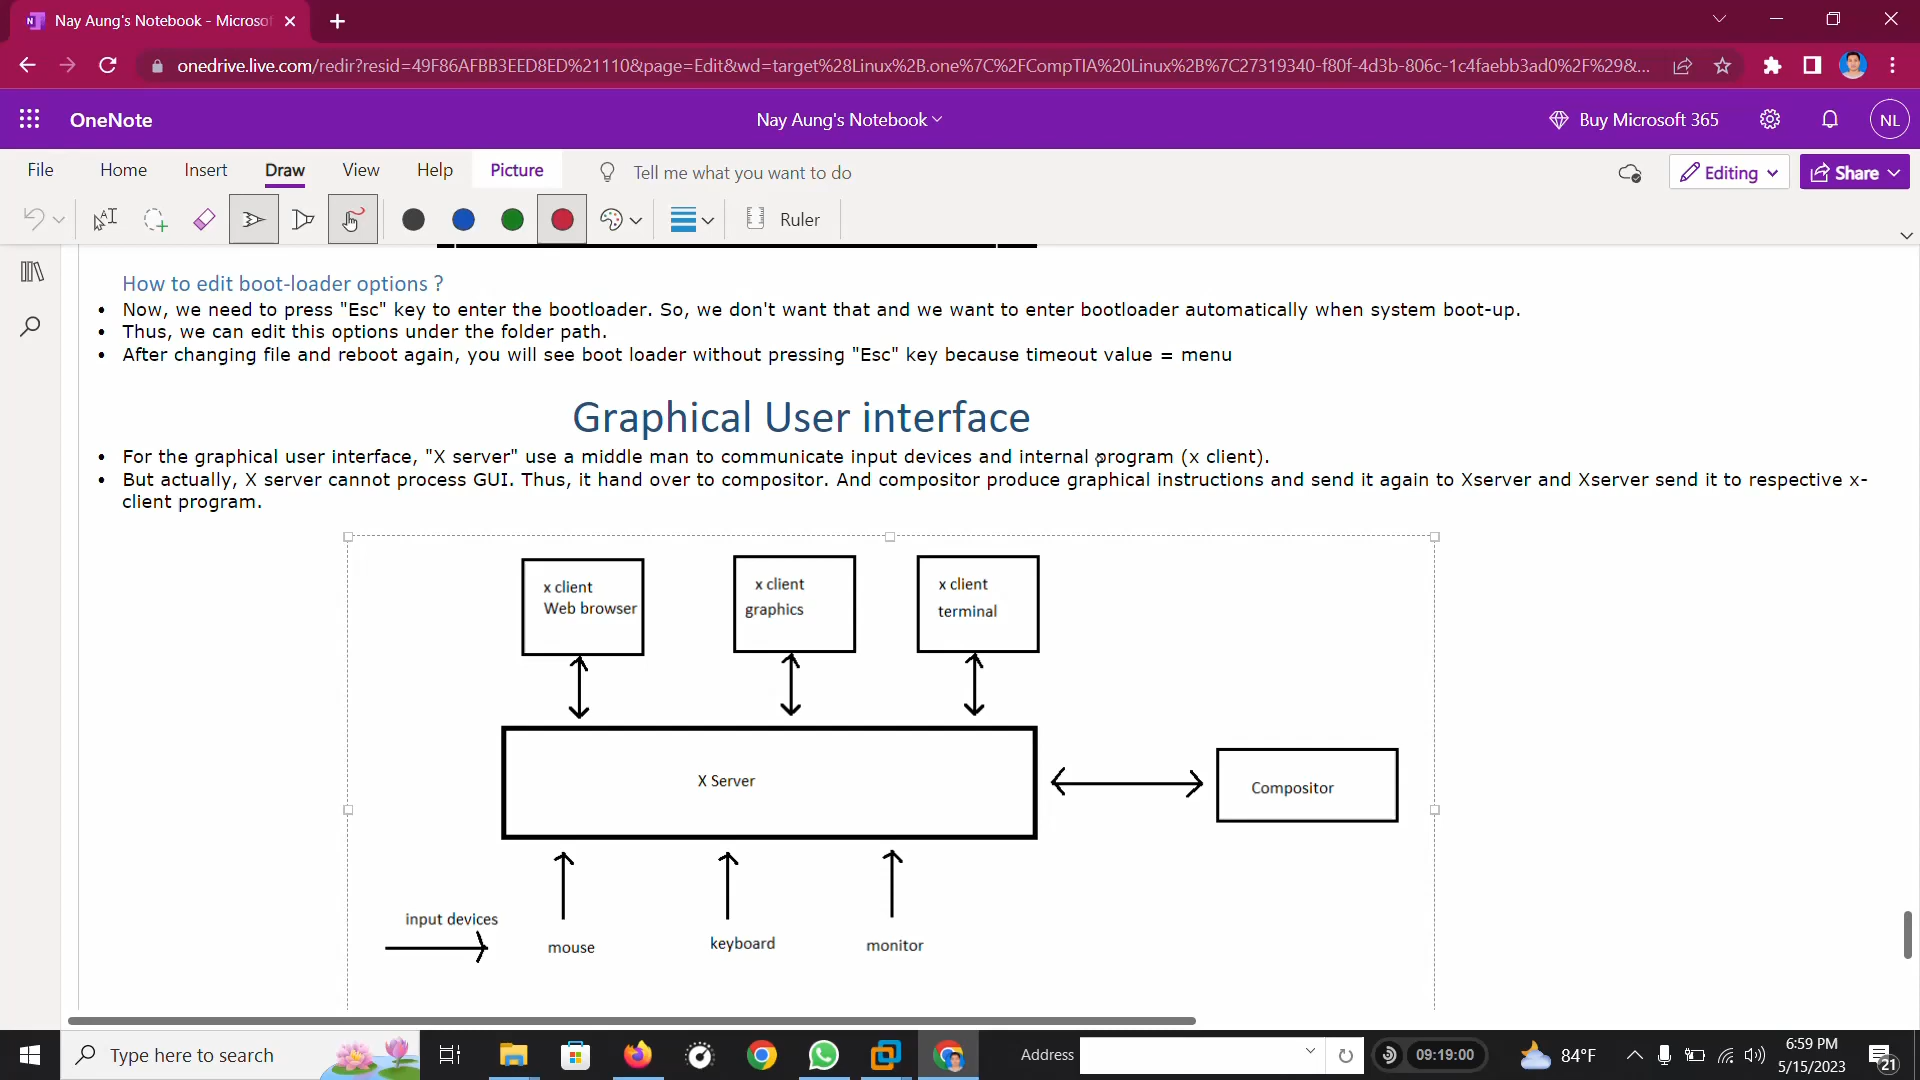 Nay Aung's Notebook - Microsof
onedrive.live.com/redir?resid=49F86AFBB3EED8ED%21110&page=Edit&wd=target%28Linux%2B.one%7C%2FCompTIA%20Linux%2B%7C27319340-f80f-4d3b-806c-1c4faebb3ad0%2F%29&...
OneNote
Nay Aung's Notebook
Buy Microsoft 365
NL
File Home Insert Draw View Help Picture Tell me what you want to do
Editing Share
Ruler
How to edit boot-loader options ?
• Now, we need to press "Esc" key to enter the bootloader. So, we don't want that and we want to enter bootloader automatically when system boot-up.
• Thus, we can edit this options under the folder path.
• After changing file and reboot again, you will see boot loader without pressing "Esc" key because timeout value = menu
Graphical User interface
• For the graphical user interface, "X server" use a middle man to communicate input devices and internal program (x client).
• But actually, X server cannot process GUI. Thus, it hand over to compositor. And compositor produce graphical instructions and send it again to Xserver and Xserver send it to respective x-
client program.
x client
Web browser
x client
graphics
x client
terminal
X Server
Compositor
input devices
mouse
keyboard
monitor
Type here to search
Address
09:19:00
84°F
6:59 PM
5/15/2023
21